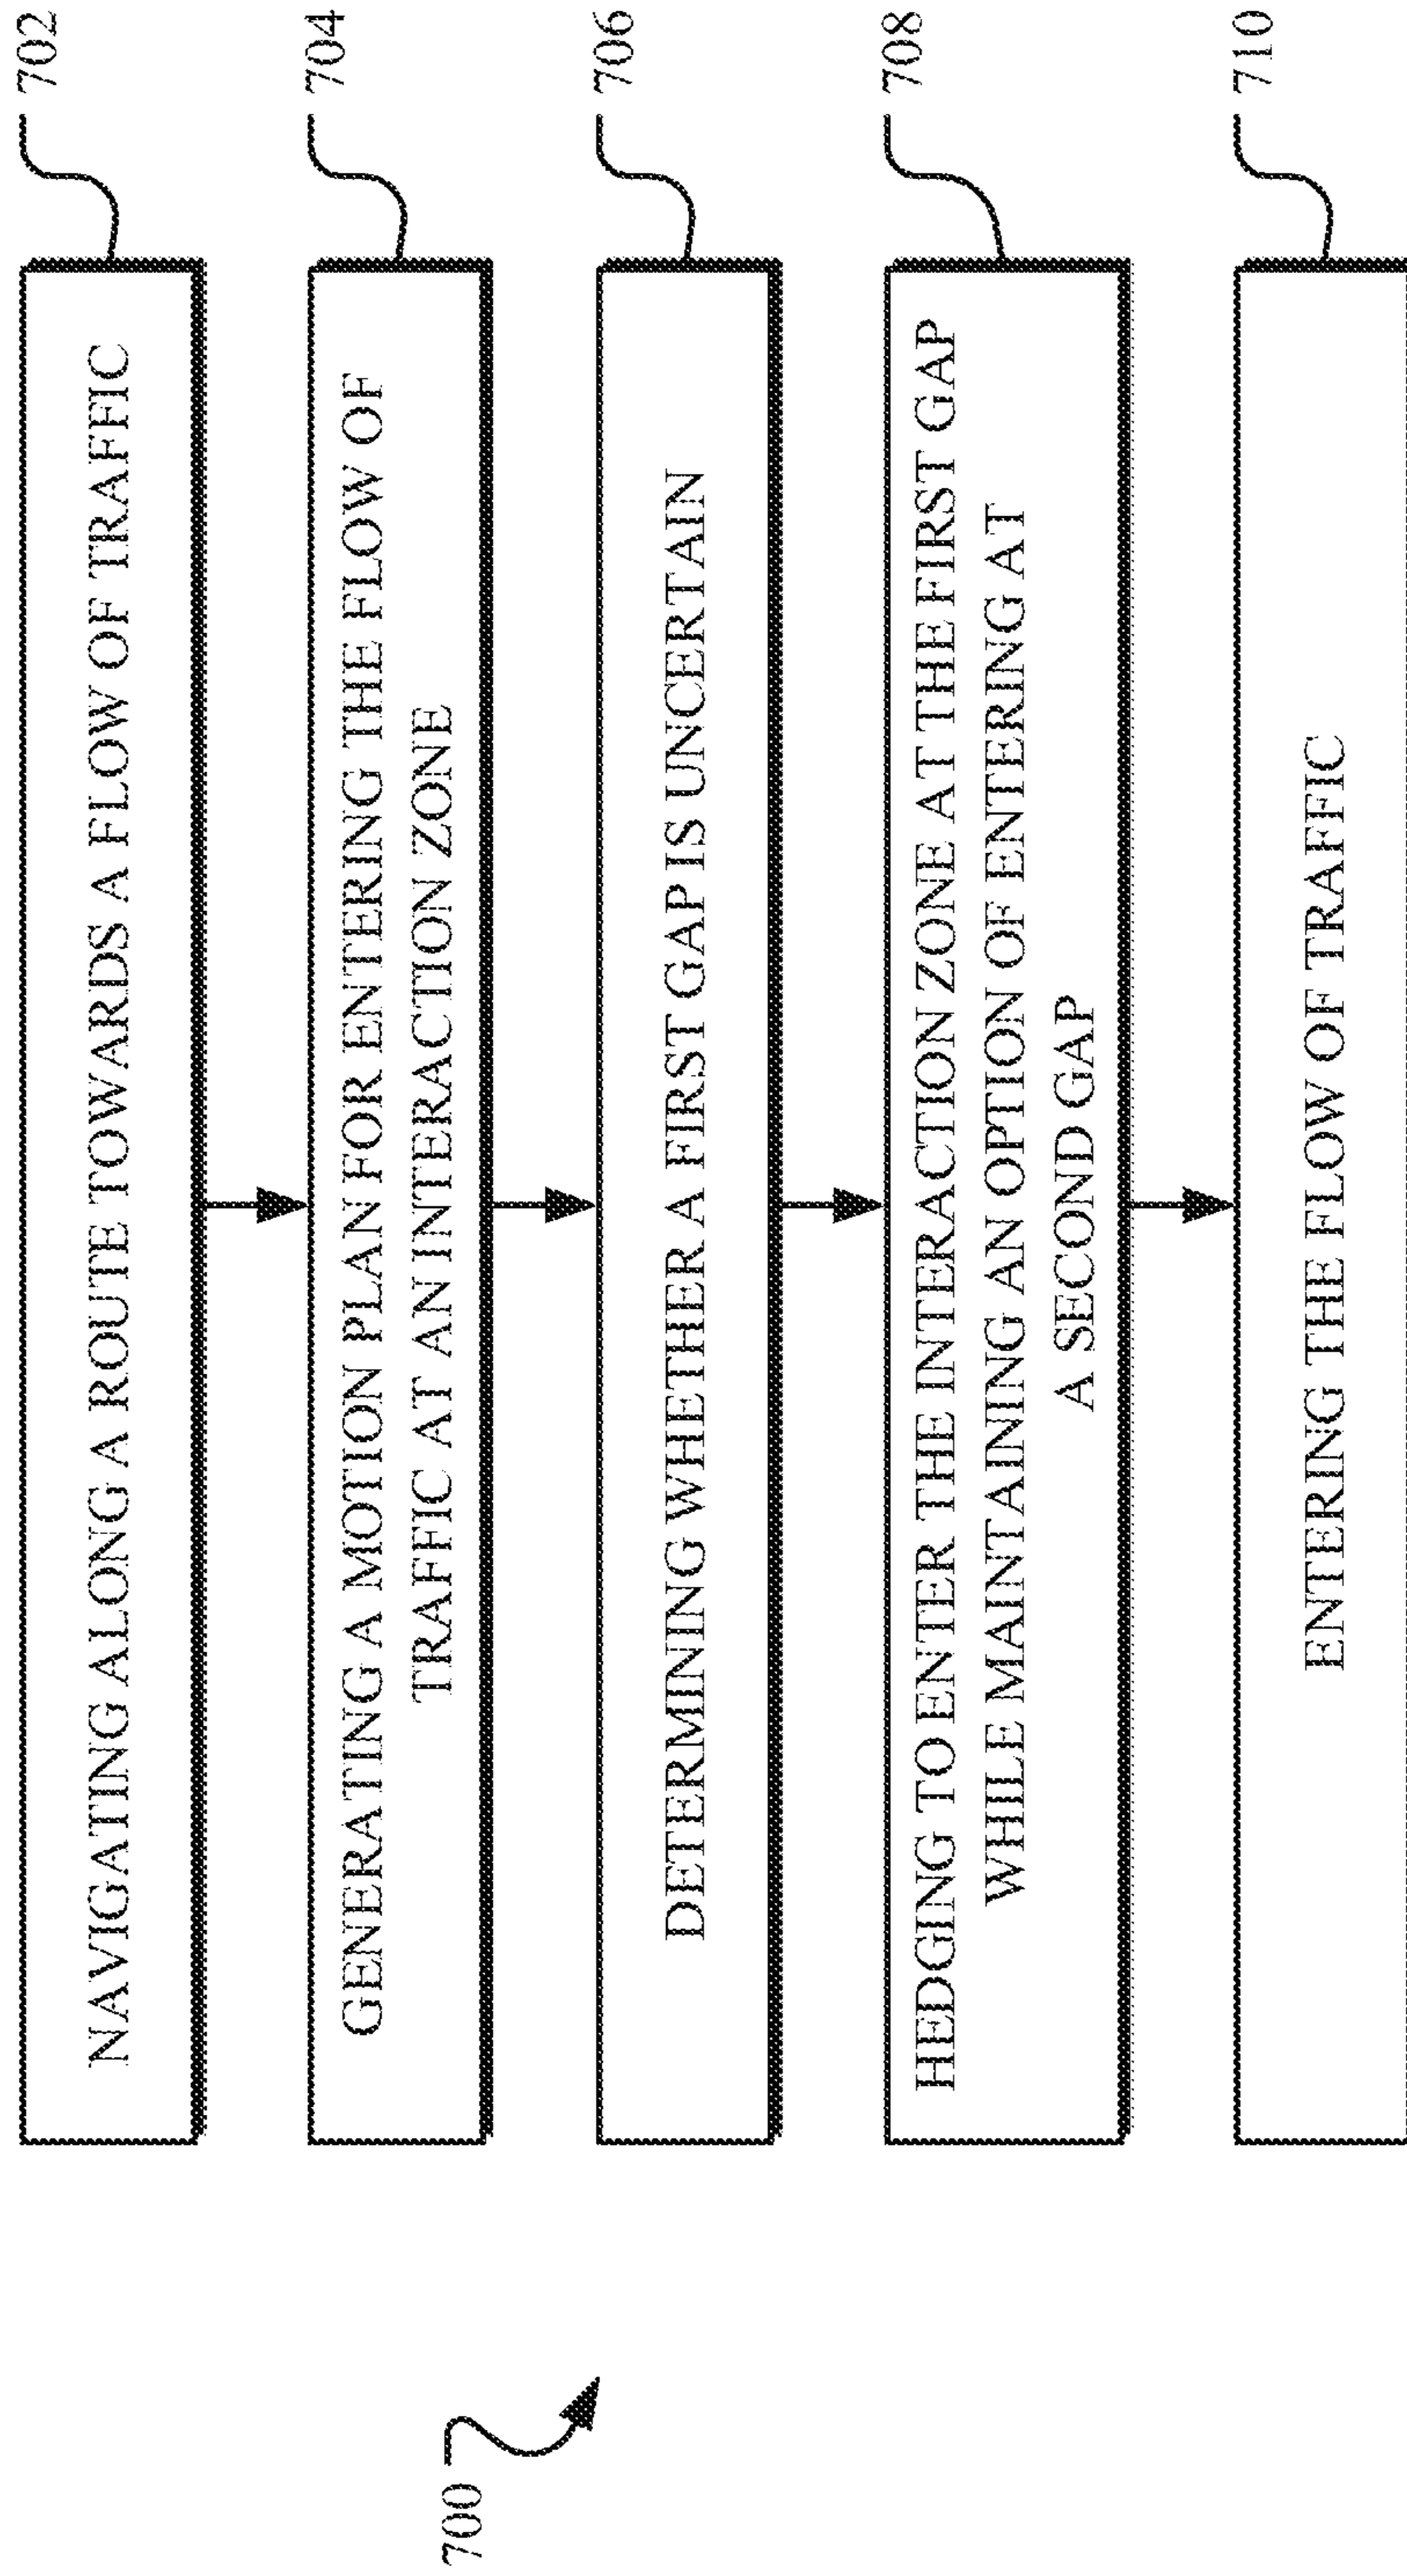 700
702
NAVIGATING ALONG A ROUTE TOWARDS A FLOW OF TRAFFIC
704
GENERATING A MOTION PLAN FOR ENTERING THE FLOW OF
TRAFFIC AT AN INTERACTION ZONE
706
DETERMINING WHETHER A FIRST GAP IS UNCERTAIN
708
HEDGING TO ENTER THE INTERACTION ZONE AT THE FIRST GAP
WHILE MAINTAINING AN OPTION OF ENTERING AT
A SECOND GAP
710
ENTERING THE FLOW OF TRAFFIC